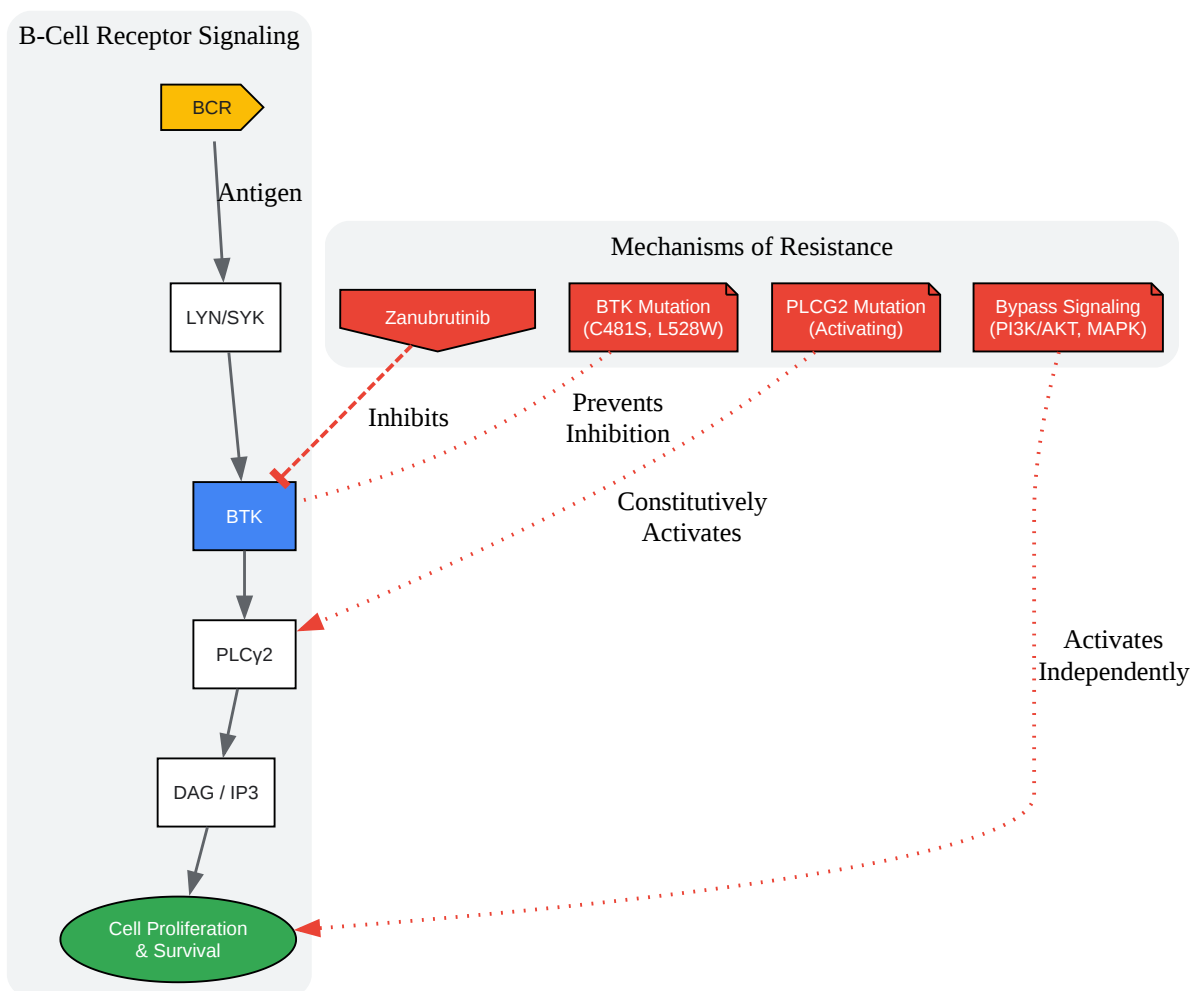 B-Cell Receptor Signaling
BCR
Antigen
LYN/SYK
BTK
PLCγ2
DAG / IP3
Cell Proliferation
& Survival
Mechanisms of Resistance
Zanubrutinib
BTK Mutation
(C481S, L528W)
PLCG2 Mutation
(Activating)
Bypass Signaling
(PI3K/AKT, MAPK)
Inhibits
Prevents
Inhibition
Constitutively
Activates
Activates
Independently